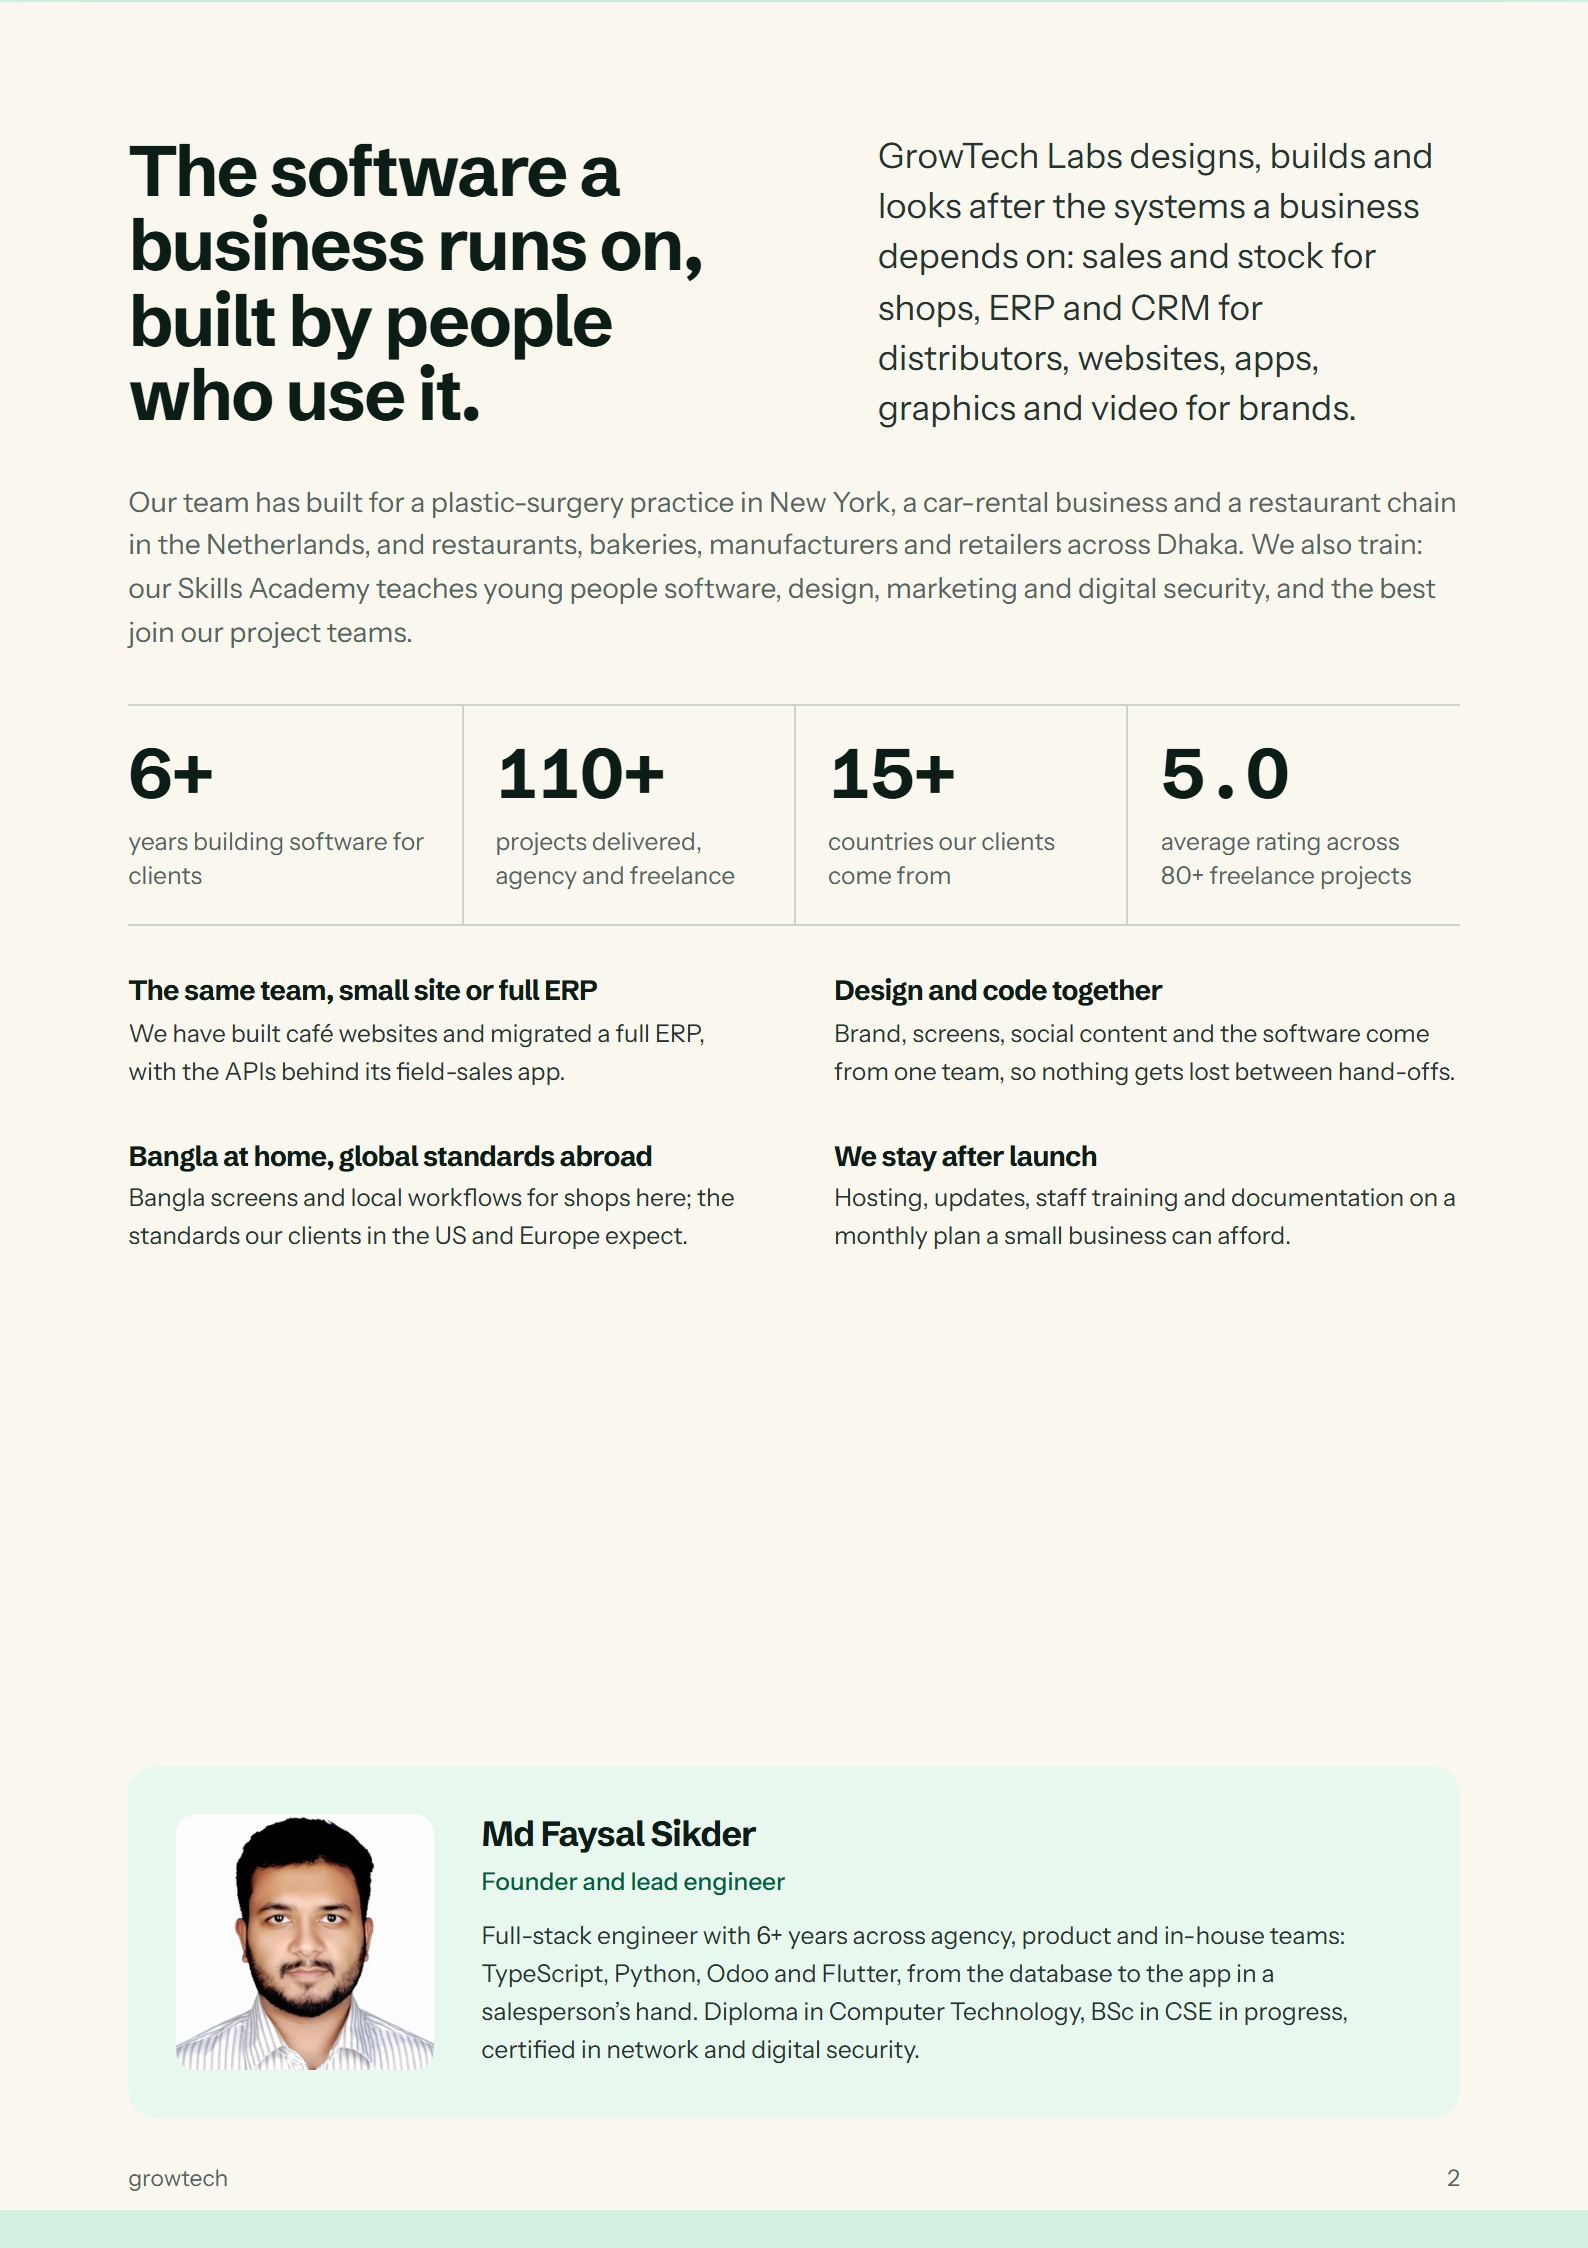 The software a
business runs on,
built by people
who use it.
GrowTech Labs designs, builds and
looks after the systems a business
depends on: sales and stock for
shops, ERP and CRM for
distributors, websites, apps,
graphics and video for brands.
Our team has built for a plastic-surgery practice in New York, a car-rental business and a restaurant chain
in the Netherlands, and restaurants, bakeries, manufacturers and retailers across Dhaka. We also train:
our Skills Academy teaches young people software, design, marketing and digital security, and the best
join our project teams.
6+
years building software for
clients
110+
projects delivered,
agency and freelance
15+
countries our clients
come from
5.0
average rating across
80+ freelance projects
The same team, small site or full ERP
We have built café websites and migrated a full ERP,
with the APIs behind its field-sales app.
Design and code together
Brand, screens, social content and the software come
from one team, so nothing gets lost between hand-offs.
Bangla at home, global standards abroad
Bangla screens and local workflows for shops here; the
standards our clients in the US and Europe expect.
We stay after launch
Hosting, updates, staff training and documentation on a
monthly plan a small business can afford.
Md Faysal Sikder
Founder and lead engineer
Full-stack engineer with 6+ years across agency, product and in-house teams:
TypeScript, Python, Odoo and Flutter, from the database to the app in a
salesperson’s hand. Diploma in Computer Technology, BSc in CSE in progress,
certified in network and digital security.
growtech
2